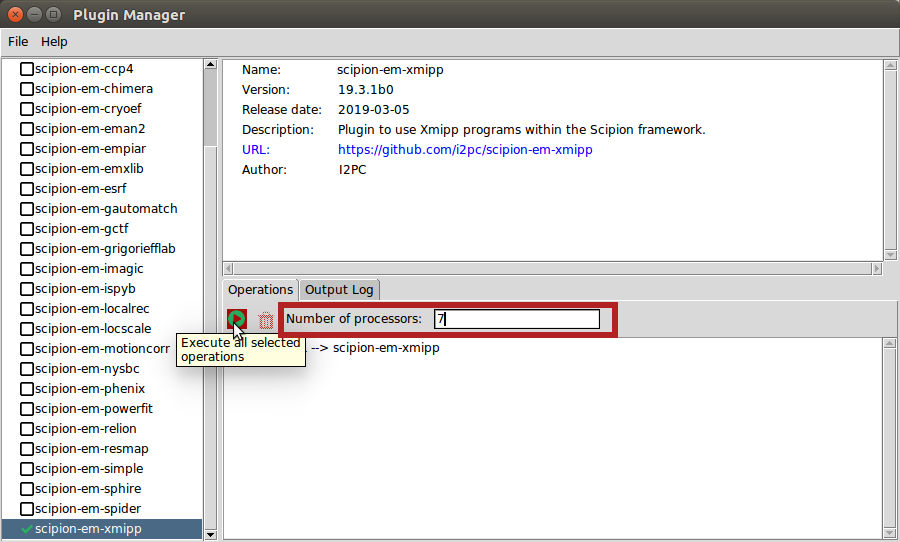 Plugin Manager
File Help
scipion-em-ccp4
scipion-em-chimera
scipion-em-cryoef
scipion-em-eman2
scipion-em-empiar
scipion-em-emxlib
scipion-em-esrf
scipion-em-gautomatch
scipion-em-gctf
scipion-em-grigoriefflab
scipion-em-imagic
scipion-em-ispyb
scipion-em-localrec
scipion-em-locscale
scipion-em-motioncorr
scipion-em-nysbc
scipion-em-phenix
scipion-em-powerfit
scipion-em-relion
scipion-em-resmap
scipion-em-simple
scipion-em-sphire
scipion-em-spider
scipion-em-xmipp
Name: scipion-em-xmipp
Version: 19.3.1b0
Release date: 2019-03-05
Description: Plugin to use Xmipp programs within the Scipion framework.
URL: https://github.com/i2pc/scipion-em-xmipp
Author: I2PC
Operations Output Log
Number of processors: 7
Execute all selected
operations
--> scipion-em-xmipp